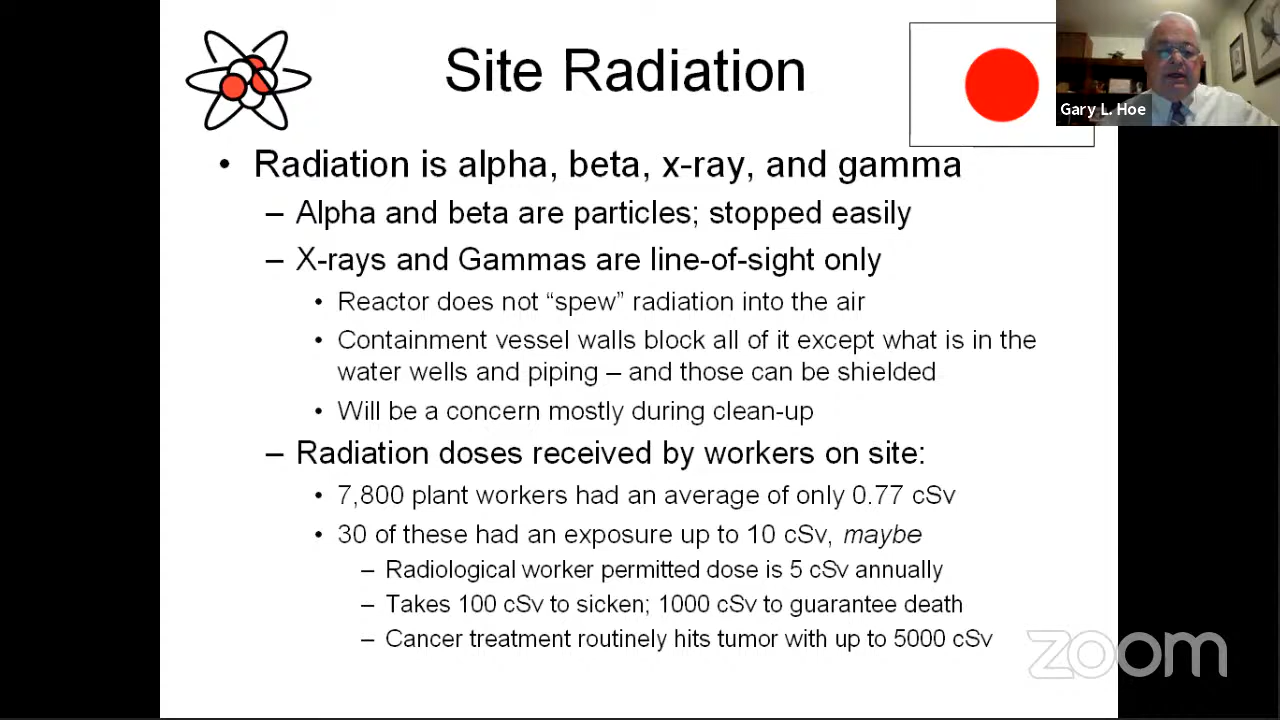 Site Radiation
Gary L. Hoe
• Radiation is alpha, beta, x-ray, and gamma
– Alpha and beta are particles; stopped easily
– X-rays and Gammas are line-of-sight only
• Reactor does not “spew” radiation into the air
• Containment vessel walls block all of it except what is in the
water wells and piping – and those can be shielded
• Will be a concern mostly during clean-up
– Radiation doses received by workers on site:
• 7,800 plant workers had an average of only 0.77 cSv
• 30 of these had an exposure up to 10 cSv, maybe
– Radiological worker permitted dose is 5 cSv annually
– Takes 100 cSv to sicken; 1000 cSv to guarantee death
– Cancer treatment routinely hits tumor with up to 5000 cSv
zoom